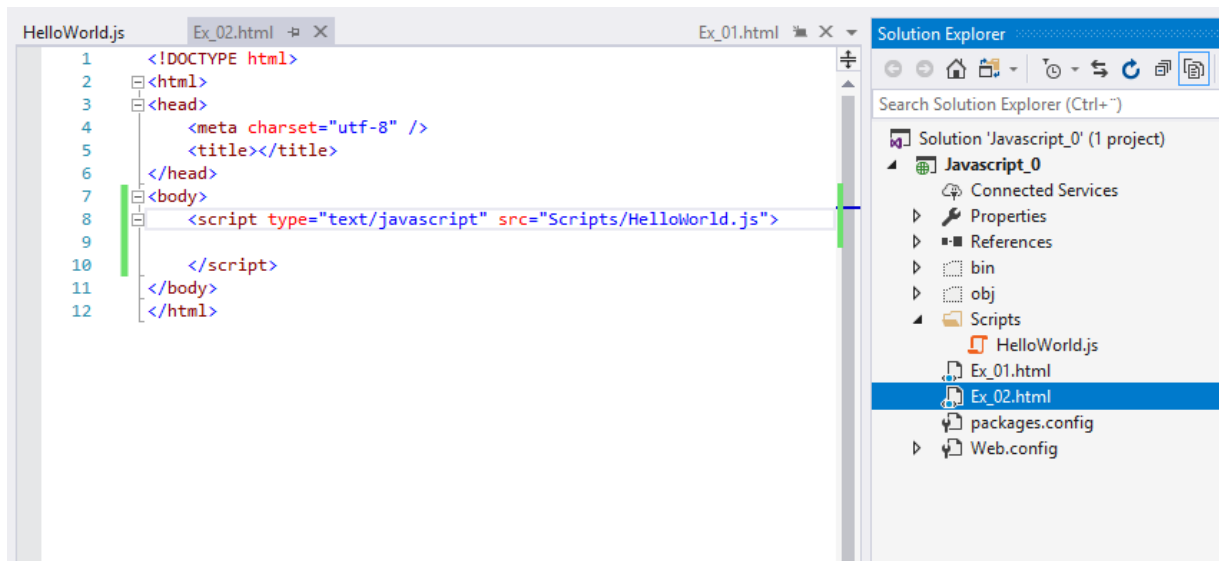 HelloWorld.js Ex_02.html Ex_01.html
1 <!DOCTYPE html>
2 <html>
3 <head>
4 <meta charset="utf-8" />
5 <title></title>
6 </head>
7 <body>
8 <script type="text/javascript" src="Scripts/HelloWorld.js">
9
10 </script>
11 </body>
12 </html>
Solution Explorer
Search Solution Explorer (Ctrl+¨)
Solution 'Javascript_0' (1 project)
Javascript_0
Connected Services
Properties
References
bin
obj
Scripts
HelloWorld.js
Ex_01.html
Ex_02.html
packages.config
Web.config